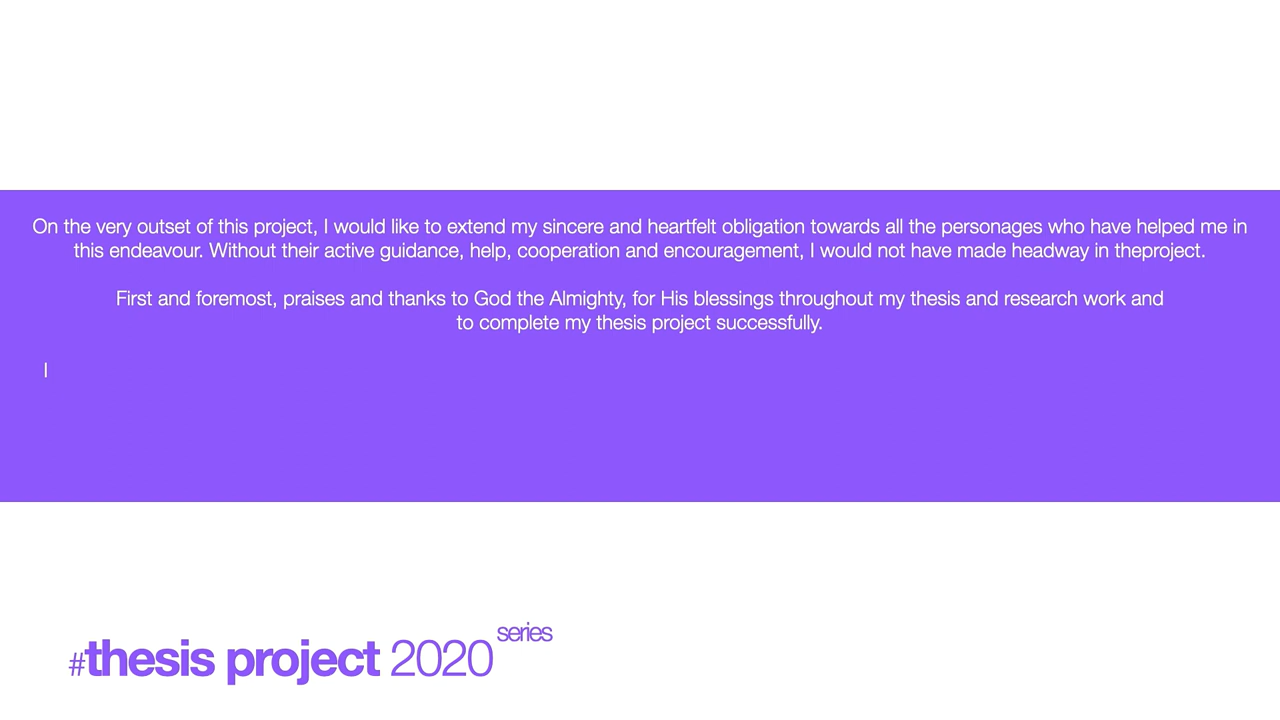 On the very outset of this project, I would like to extend my sincere and heartfelt obligation towards all the personages who have helped me in
this endeavour. Without their active guidance, help, cooperation and encouragement, I would not have made headway in theproject.
First and foremost, praises and thanks to God the Almighty, for His blessings throughout my thesis and research work and
to complete my thesis project successfully.
I
#thesis project 2020 series